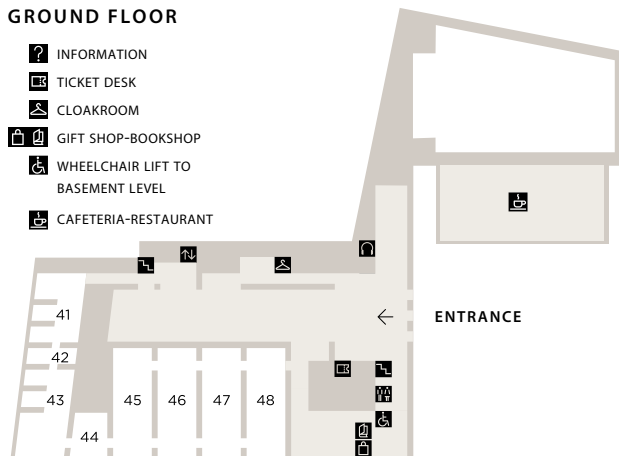 GROUND FLOOR
? INFORMATION
TICKET DESK
CLOAKROOM
GIFT SHOP-BOOKSHOP
WHEELCHAIR LIFT TO
BASEMENT LEVEL
CAFETERIA-RESTAURANT
ENTRANCE
41
42
43
44
45 46 47 48